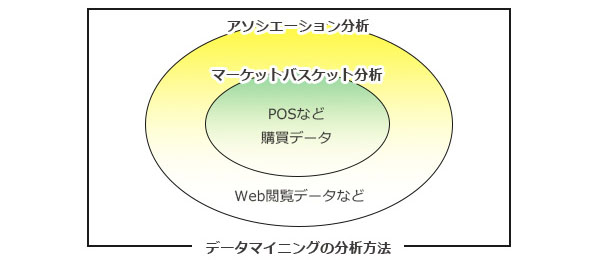 アソシエーション分析
マーケットバスケット分析
POSなど
購買データ
Web閲覧データなど
データマイニングの分析方法